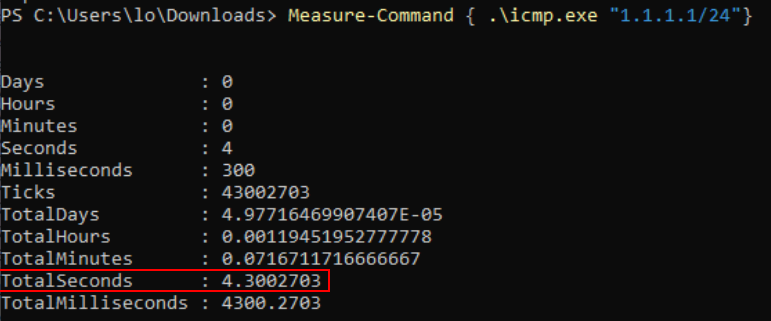 PS C:\Users\lo\Downloads> Measure-Command { .\icmp.exe "1.1.1.1/24"}
Days : 0
Hours : 0
Minutes : 0
Seconds : 4
Milliseconds : 300
Ticks : 43002703
TotalDays : 4.97716469907407E-05
TotalHours : 0.00119451952777778
TotalMinutes : 0.0716711716666667
TotalSeconds : 4.3002703
TotalMilliseconds : 4300.2703